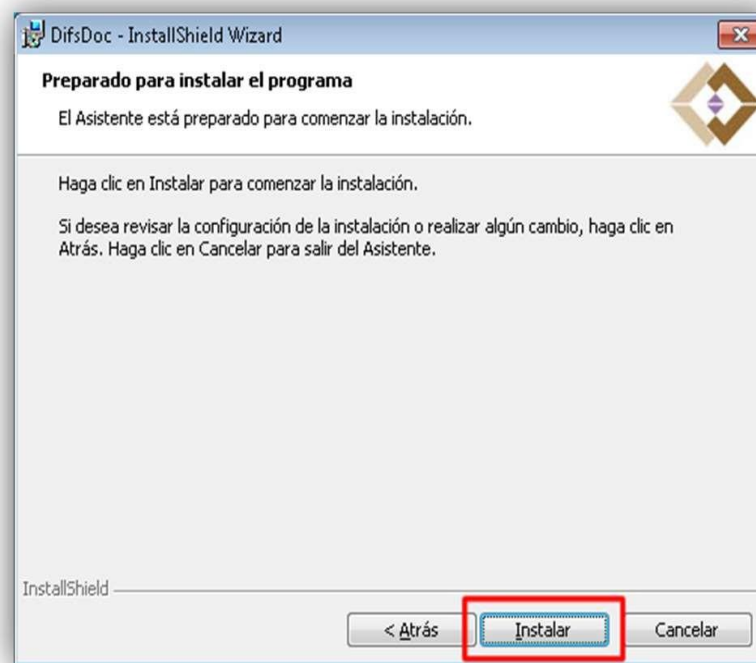 DifsDoc - InstallShield Wizard
Preparado para instalar el programa
El Asistente está preparado para comenzar la instalación.
Haga clic en Instalar para comenzar la instalación.
Si desea revisar la configuración de la instalación o realizar algún cambio, haga clic en
Atrás. Haga clic en Cancelar para salir del Asistente.
InstallShield
< Atrás
Instalar
Cancelar